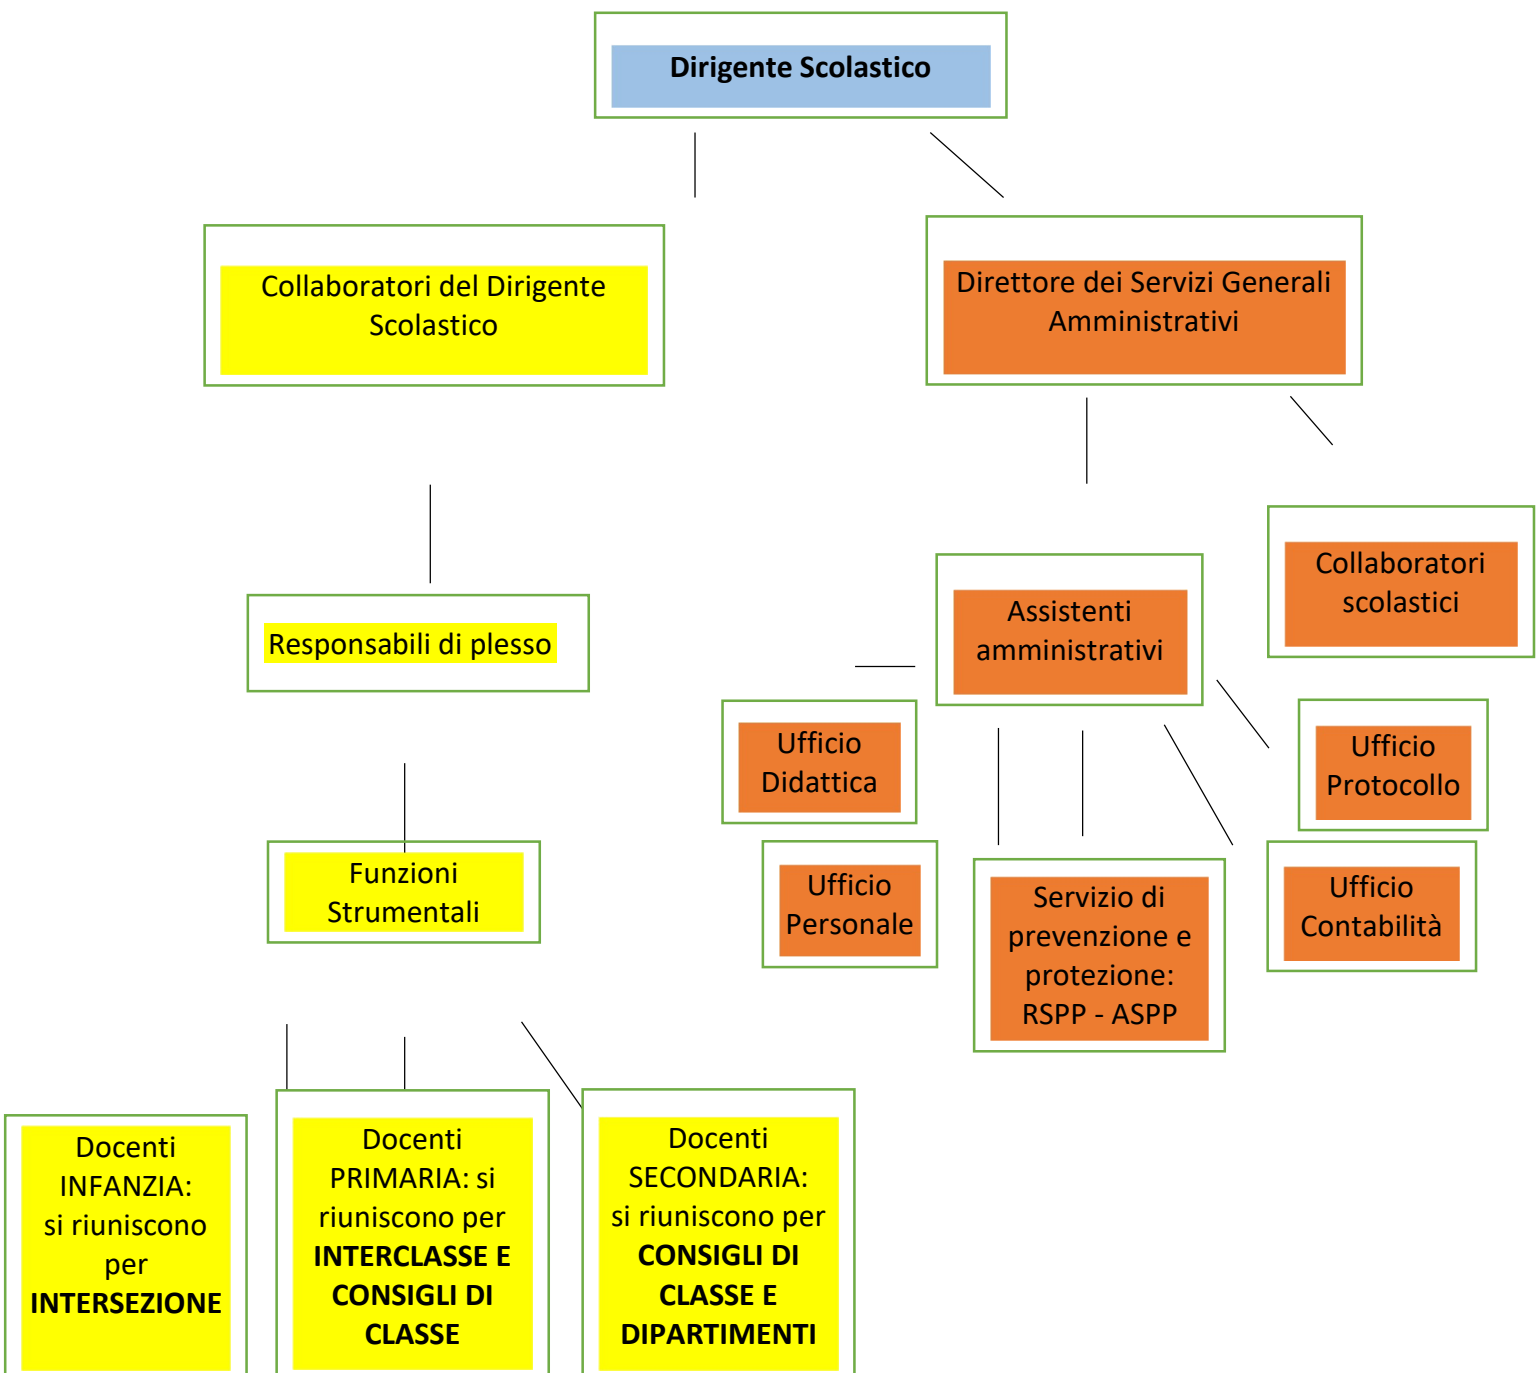 Dirigente Scolastico
Collaboratori del Dirigente
Scolastico
Direttore dei Servizi Generali
Amministrativi
Responsabili di plesso
Assistenti
amministrativi
Collaboratori
scolastici
Funzioni
Strumentali
Ufficio
Didattica
Ufficio
Protocollo
Ufficio
Personale
Servizio di
prevenzione e
protezione:
RSPP - ASPP
Ufficio
Contabilità
Docenti
INFANZIA:
si riuniscono
per
INTERSEZIONE
Docenti
PRIMARIA: si
riuniscono per
INTERCLASSE E
CONSIGLI DI
CLASSE
Docenti
SECONDARIA:
si riuniscono per
CONSIGLI DI
CLASSE E
DIPARTIMENTI